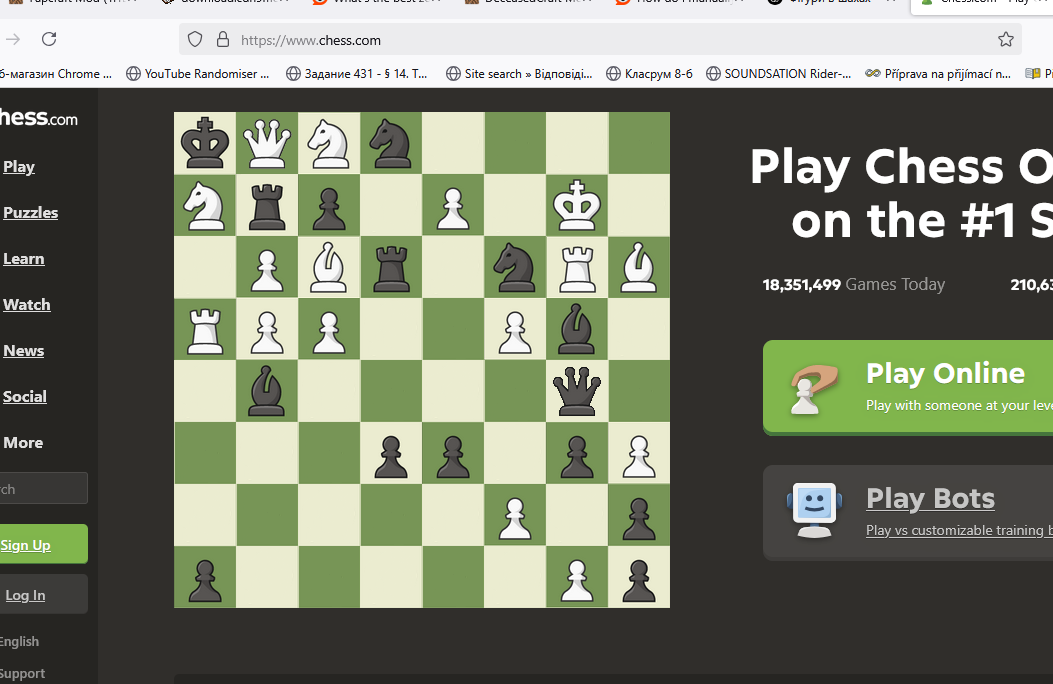 https://www.chess.com
YouTube Randomiser ...
Задание 431 - § 14. Т...
Site search » Відповіді...
Класрум 8-6
SOUNDSATION Rider-...
Příprava na přijímací n...
б-магазин Chrome ...
hess.com
Play
Puzzles
Learn
Watch
News
Social
More
rch
Sign Up
Log In
English
Support
Play Chess O
on the #1 S
18,351,499 Games Today
210,63
Play Online
Play with someone at your leve
Play Bots
Play vs customizable training b